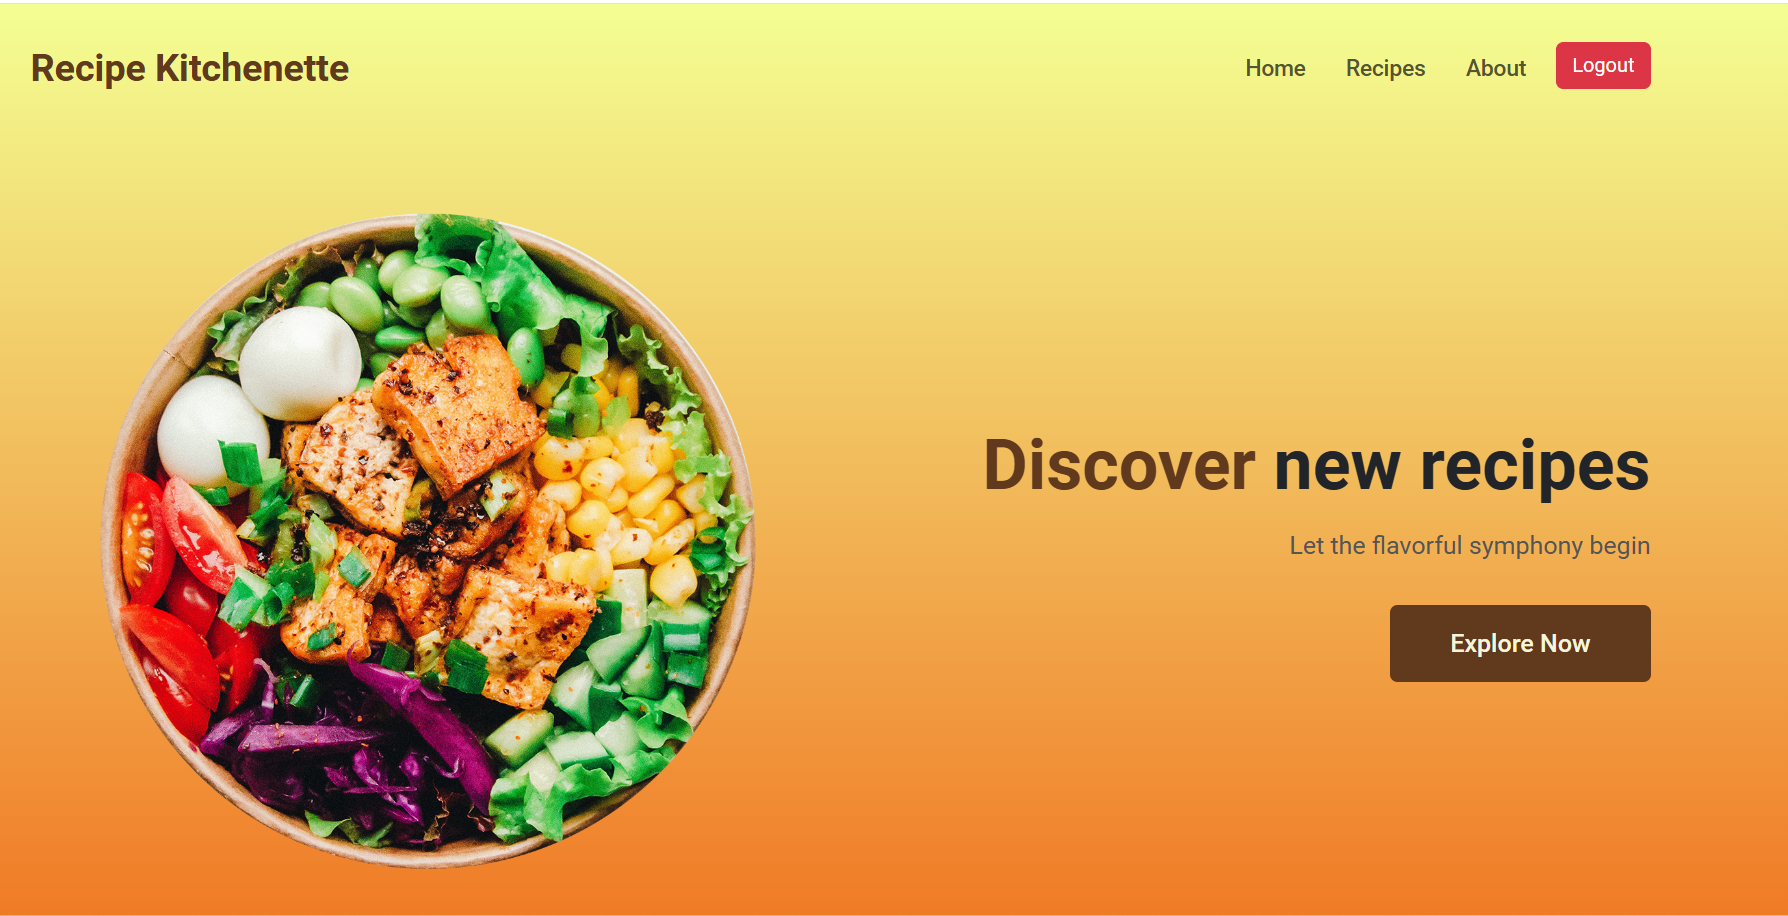 Recipe Kitchenette
Home Recipes About Logout
Discover new recipes
Let the flavorful symphony begin
Explore Now